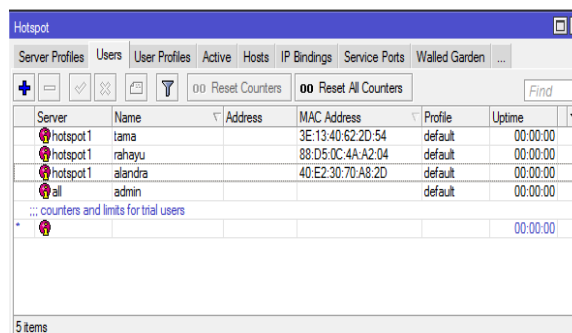 Hotspot
Server Profiles Users User Profiles Active Hosts IP Bindings Service Ports Walled Garden ...
00 Reset Counters 00 Reset All Counters Find
Server Name Address MAC Address Profile Uptime
hotspot1 tama 3E:13:40:62:2D:54 default 00:00:00
hotspot1 rahayu 88:D5:0C:4A:A2:04 default 00:00:00
hotspot1 alandra 40:E2:30:70:A8:2D default 00:00:00
all admin default 00:00:00
;;; counters and limits for trial users
* 00:00:00
5 items